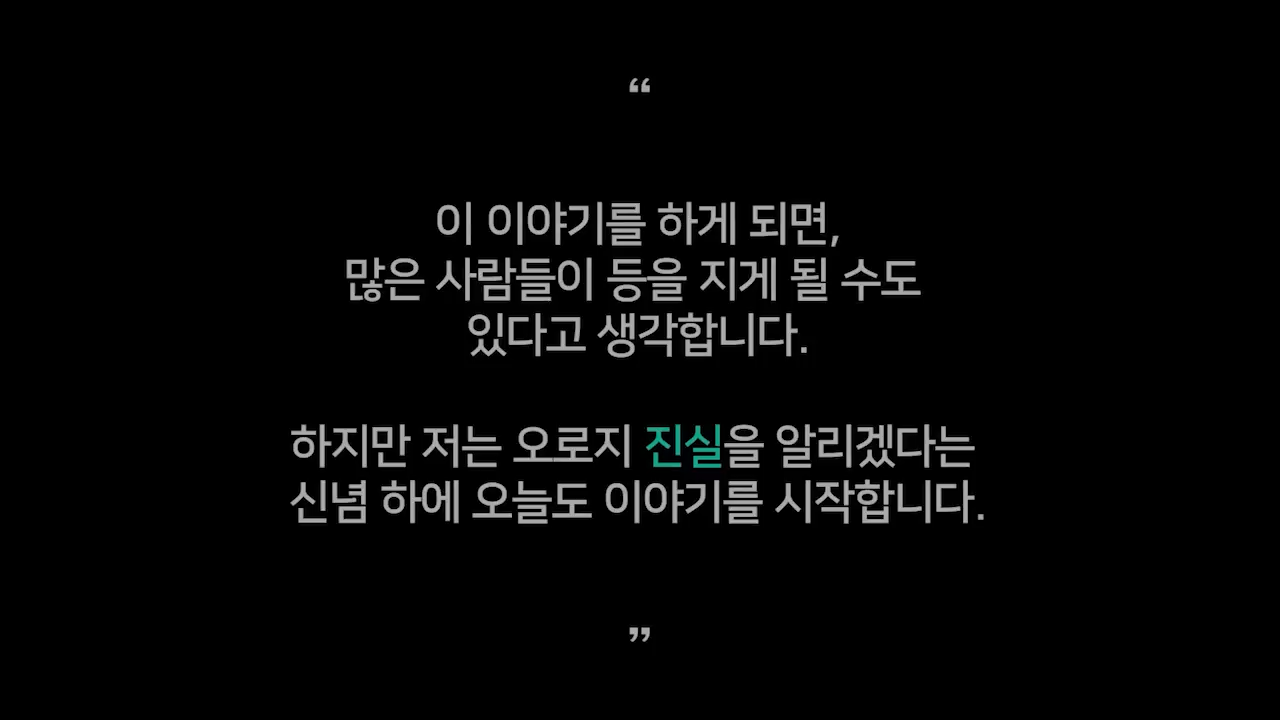 “
이 이야기를 하게 되면,
많은 사람들이 등을 지게 될 수도
있다고 생각합니다.
하지만 저는 오로지 진실을 알리겠다는
신념 하에 오늘도 이야기를 시작합니다.
”